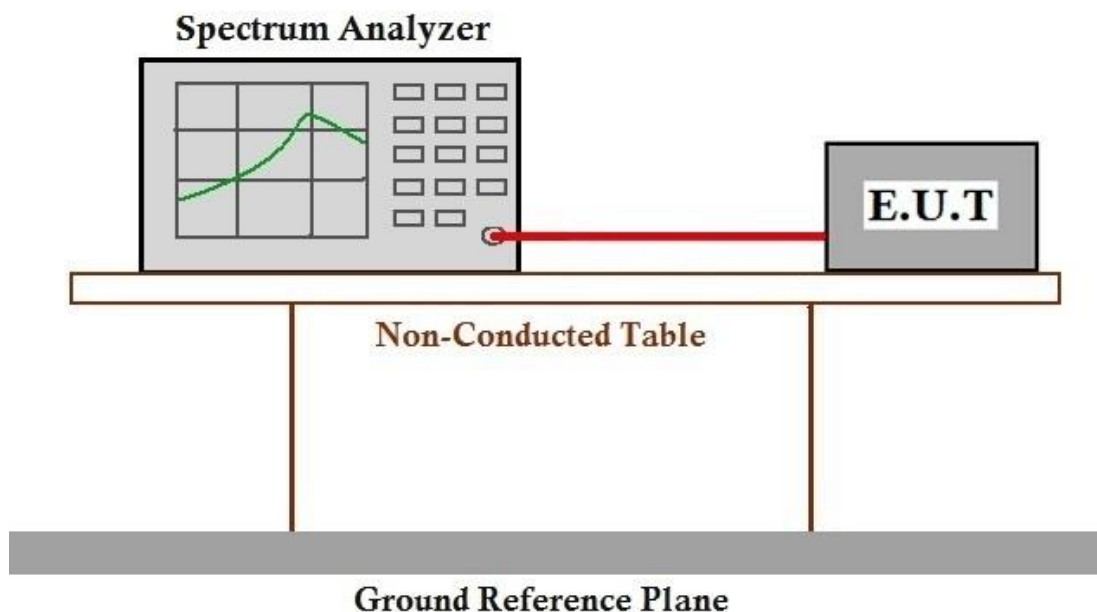 Spectrum Analyzer
E.U.T
Non-Conducted Table
Ground Reference Plane